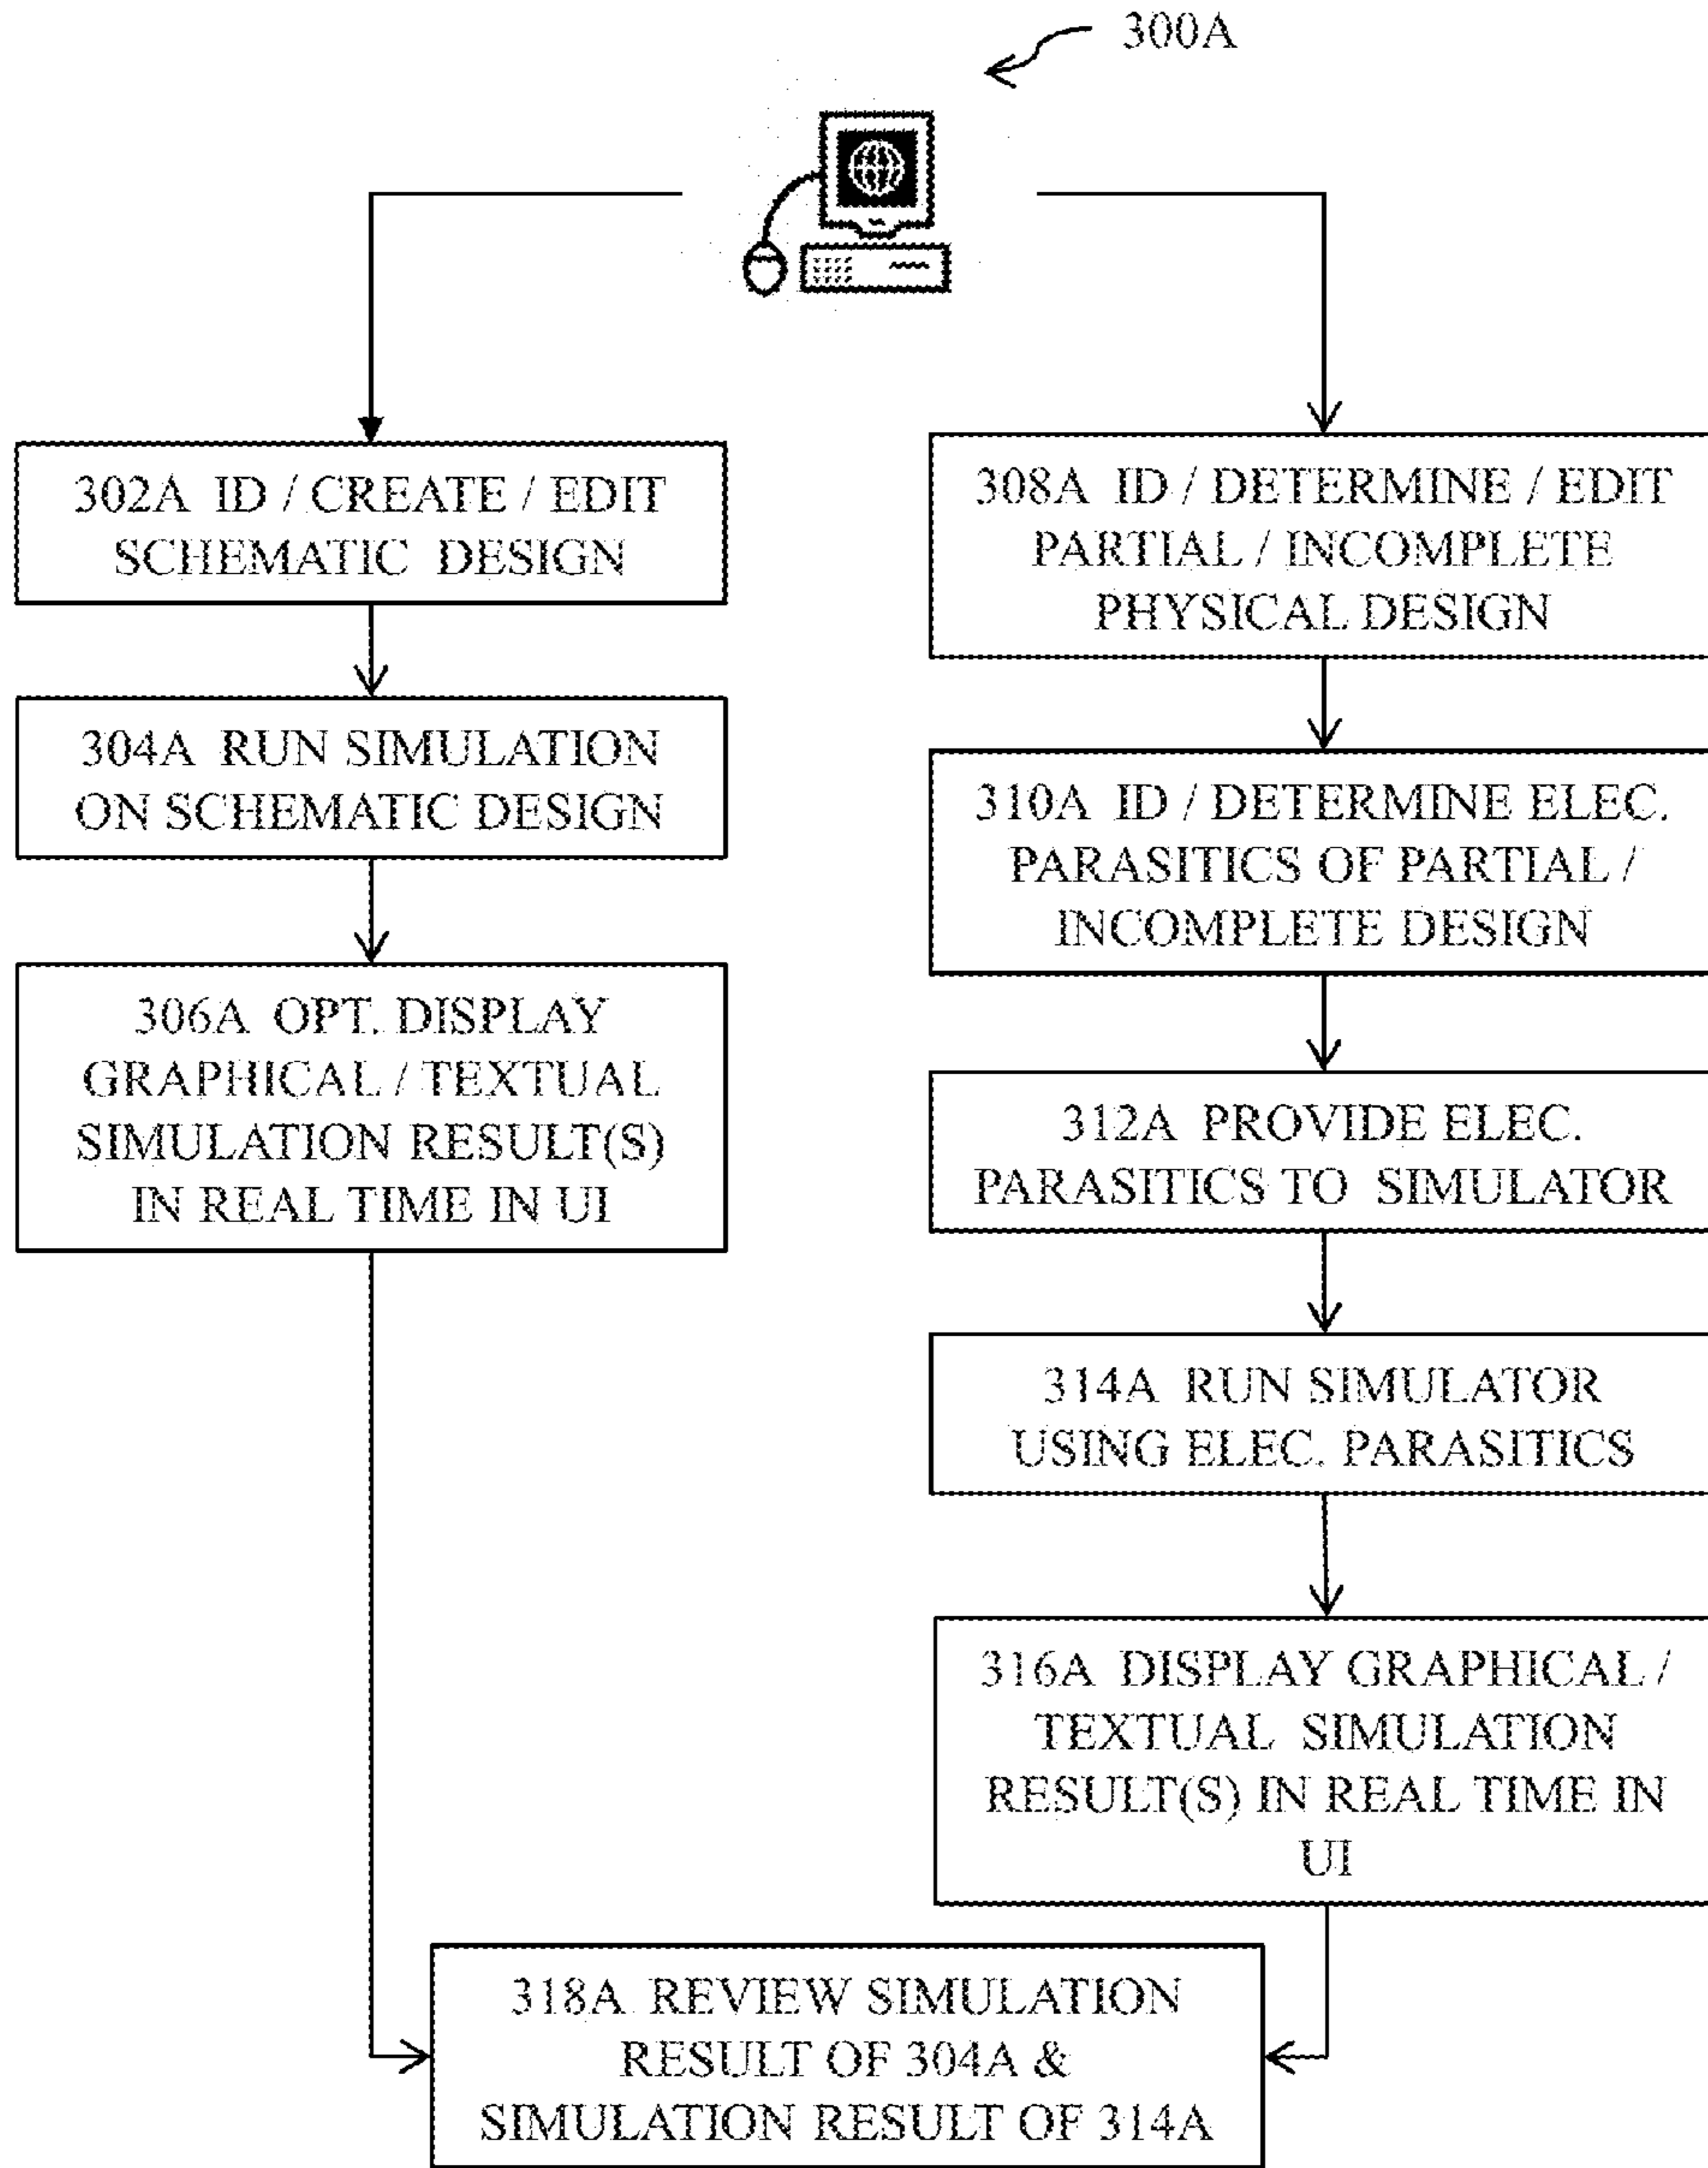 300A
302A ID / CREATE / EDIT
SCHEMATIC DESIGN
304A RUN SIMULATION
ON SCHEMATIC DESIGN
306A OPT. DISPLAY
GRAPHICAL / TEXTUAL
SIMULATION RESULT(S)
IN REAL TIME IN UI
308A ID / DETERMINE / EDIT
PARTIAL / INCOMPLETE
PHYSICAL DESIGN
310A ID / DETERMINE ELEC.
PARASITICS OF PARTIAL /
INCOMPLETE DESIGN
312A PROVIDE ELEC.
PARASITICS TO SIMULATOR
314A RUN SIMULATOR
USING ELEC. PARASITICS
316A DISPLAY GRAPHICAL /
TEXTUAL SIMULATION
RESULT(S) IN REAL TIME IN
UI
318A REVIEW SIMULATION
RESULT OF 304A &
SIMULATION RESULT OF 314A